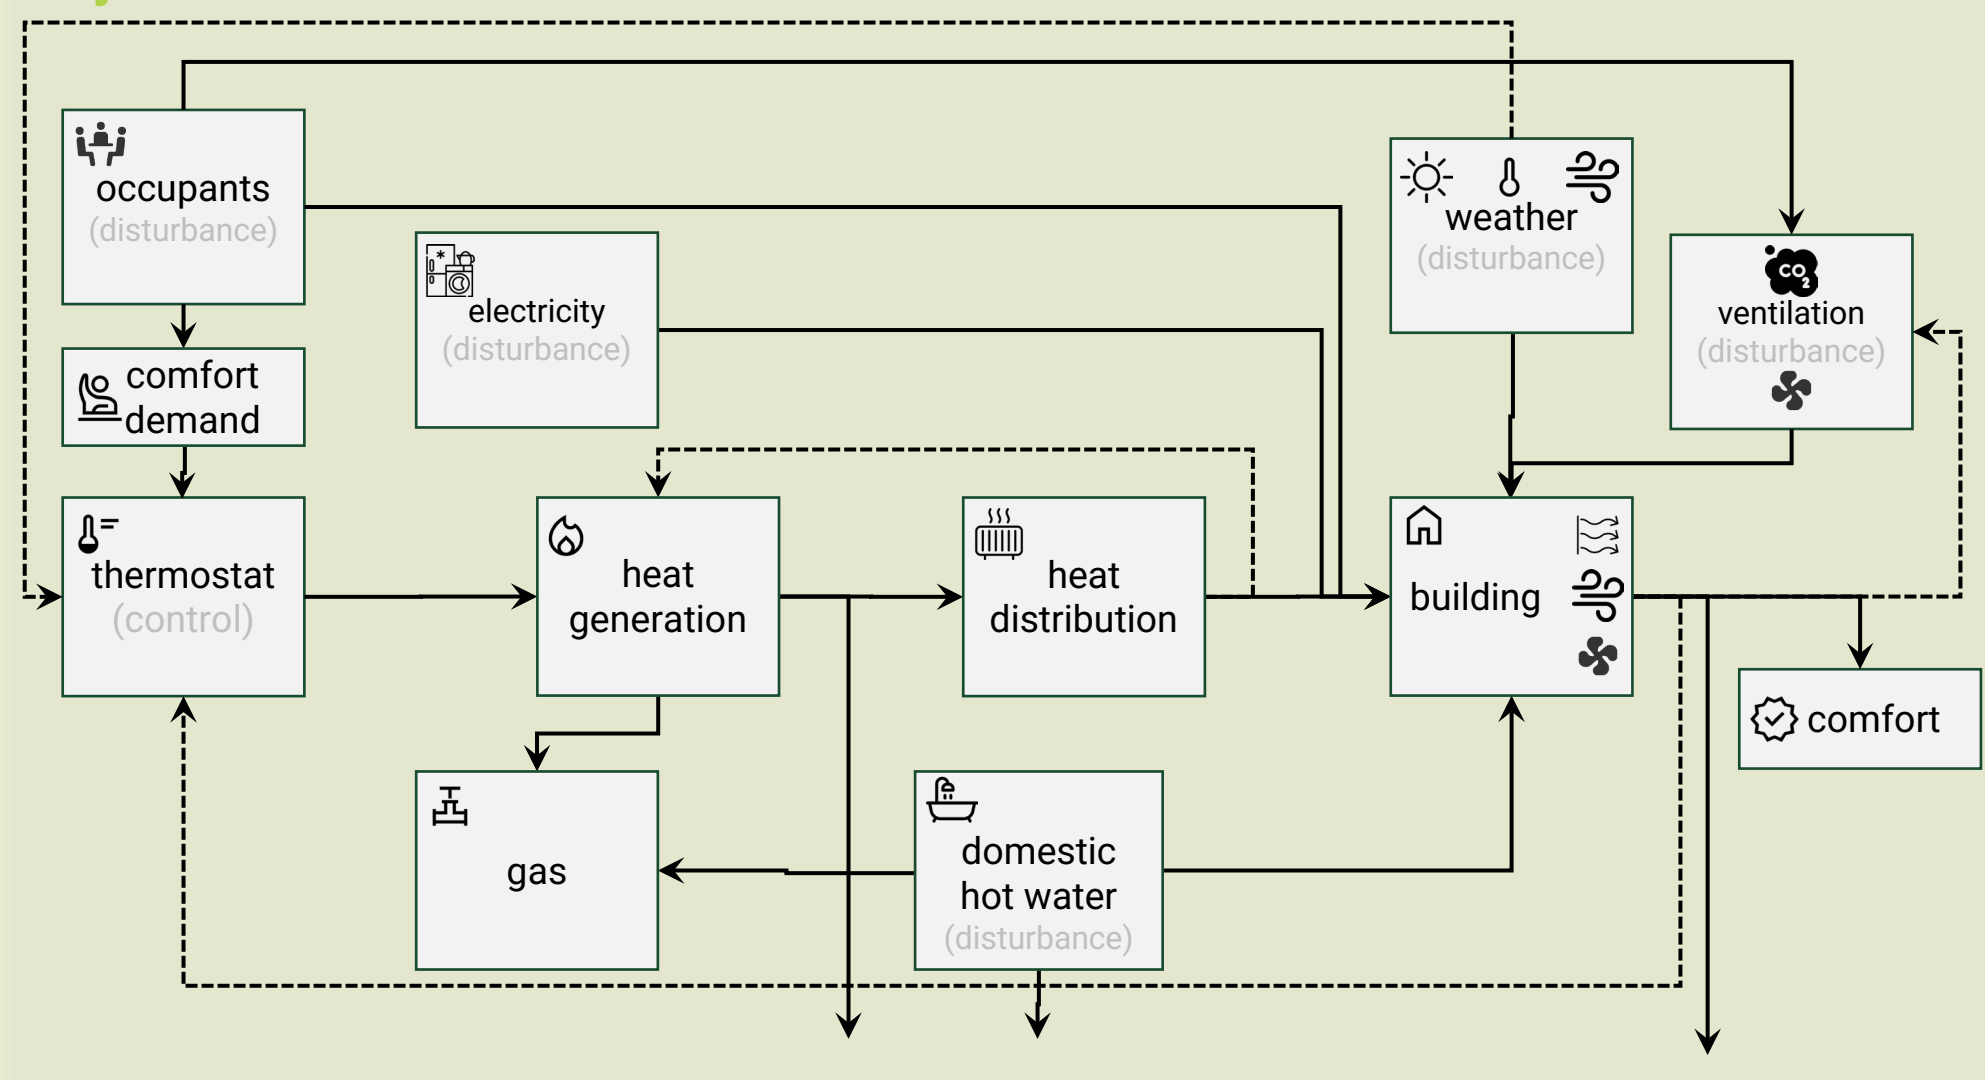 occupants
(disturbance)
weather
(disturbance)
electricity
(disturbance)
CO2
ventilation
(disturbance)
comfort
demand
thermostat
(control)
heat
generation
heat
distribution
building
comfort
gas
domestic
hot water
(disturbance)